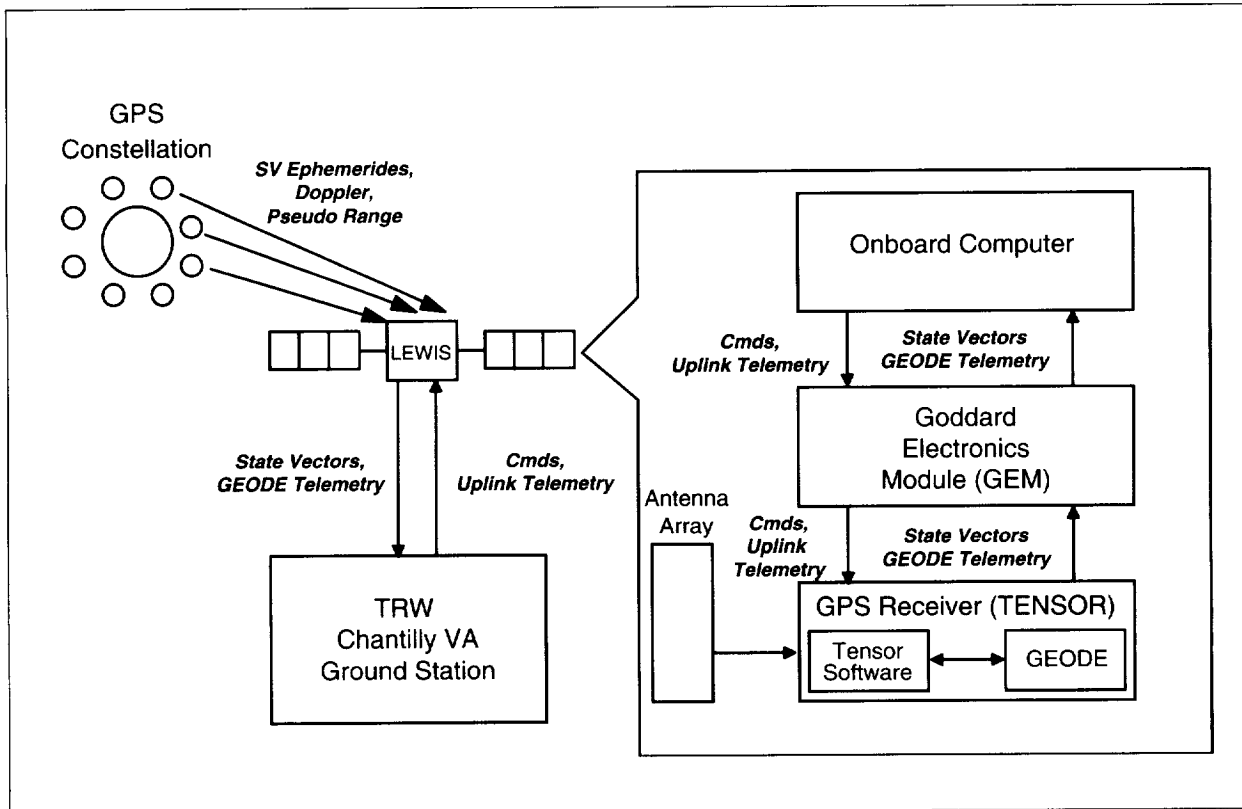 GPS
Constellation
SV Ephemerides,
Doppler,
Pseudo Range
LEWIS
State Vectors,
GEODE Telemetry
Cmds,
Uplink Telemetry
TRW
Chantilly VA
Ground Station
Onboard Computer
Cmds,
Uplink Telemetry
State Vectors
GEODE Telemetry
Goddard
Electronics
Module (GEM)
Antenna
Array
Cmds,
Uplink
Telemetry
State Vectors
GEODE Telemetry
GPS Receiver (TENSOR)
Tensor
Software
GEODE